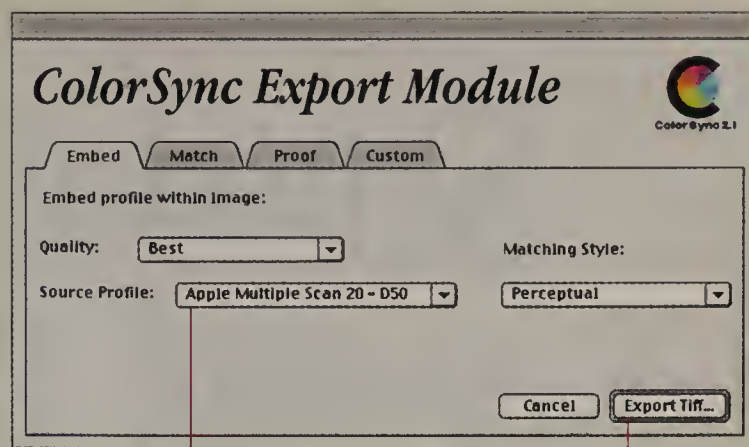 ColorSync Export Module
ColorSync 2.1
Embed Match Proof Custom
Embed profile within image:
Quality: Best
Matching Style:
Source Profile: Apple Multiple Scan 20 - D50
Perceptual
Cancel Export Tiff...